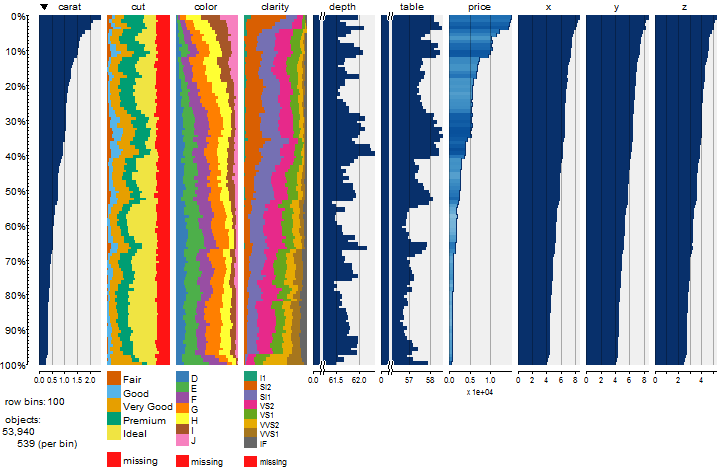 carat cut color clarity depth table price x y z
0%
10%
20%
30%
40%
50%
60%
70%
80%
90%
100%
0.0 0.5 1.0 1.5 2.0 0.0 61.5 62.0 0 57 58 0.0 0.5 1.0 0 2 4 6 8 0 2 4 6 8 0 2 4
x 1e+04
row bins: 100
objects:
53,940
539 (per bin)
Fair
Good
Very Good
Premium
Ideal
missing
D
E
F
G
H
I
J
missing
I1
SI2
SI1
VS2
VS1
VVS2
VVS1
IF
missing